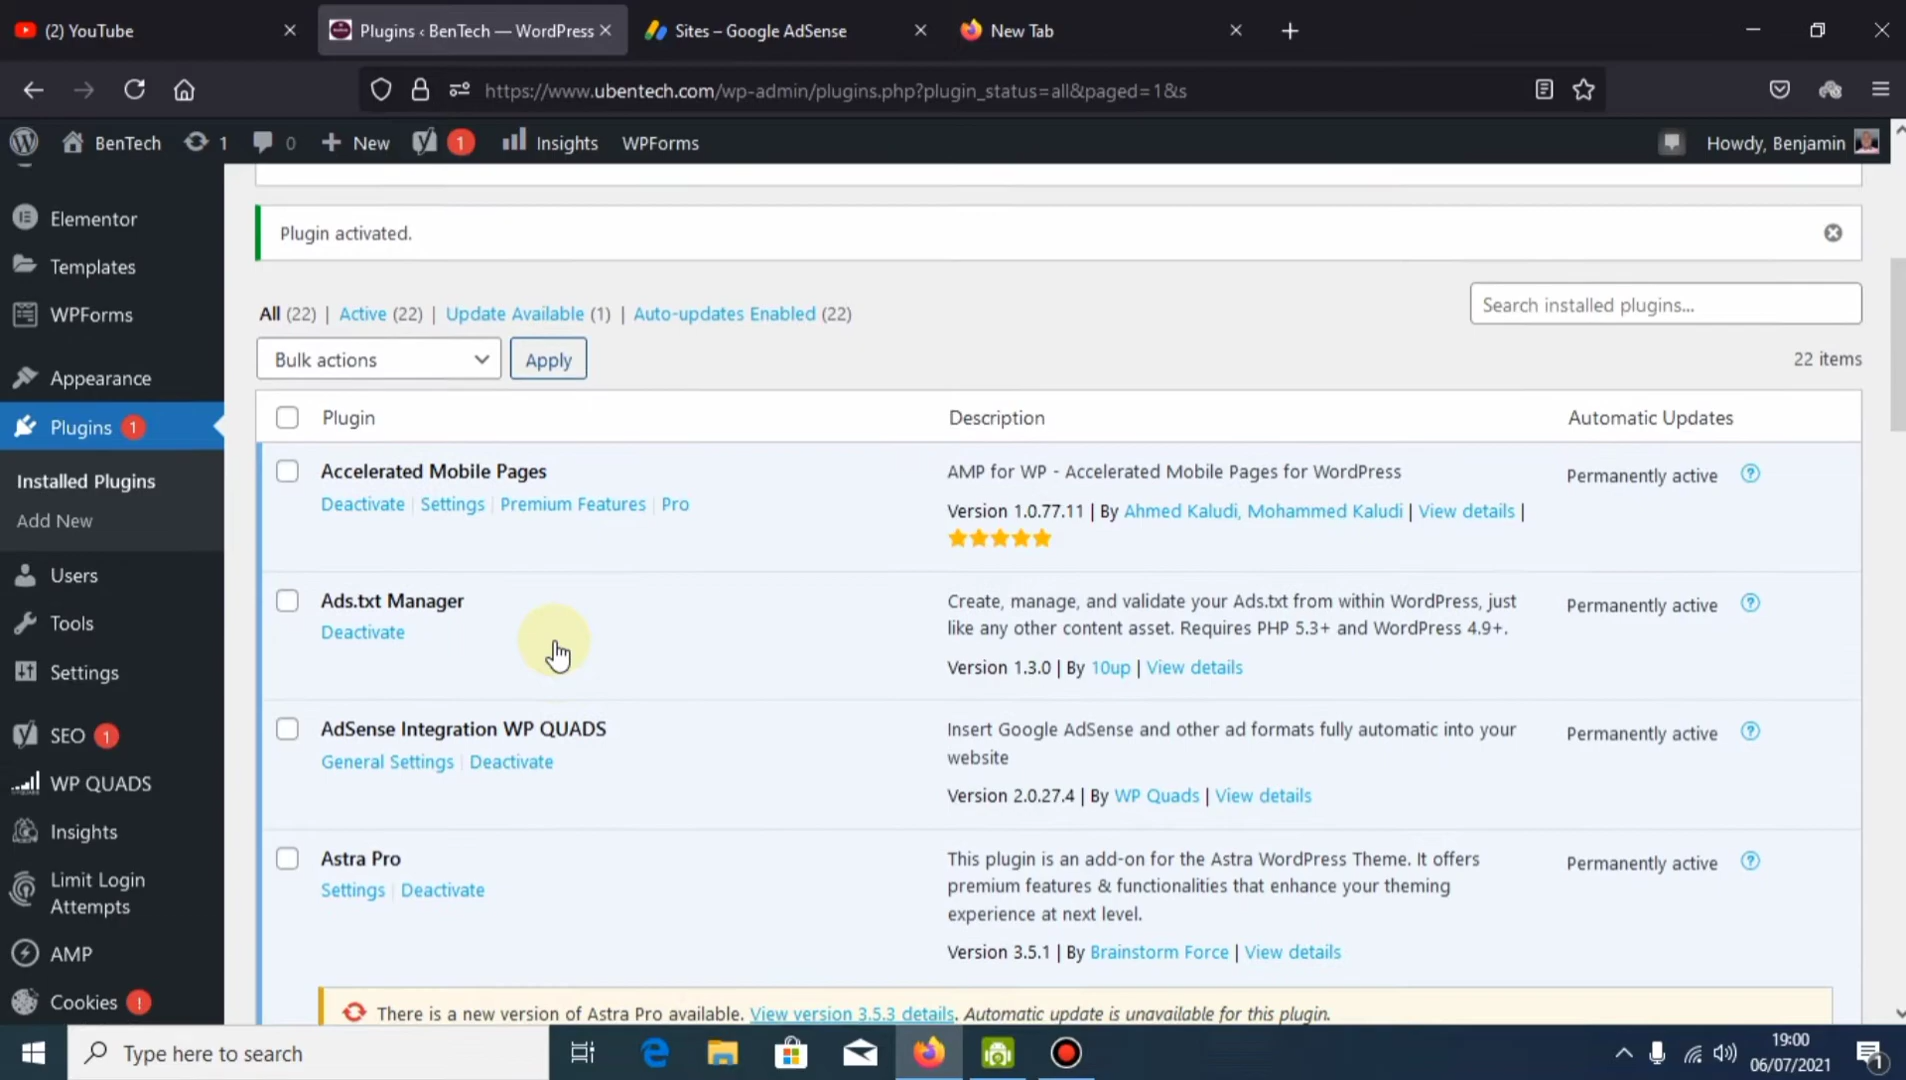 (2) YouTube
Plugins ‹ BenTech — WordPress
Sites – Google AdSense
New Tab
https://www.ubentech.com/wp-admin/plugins.php?plugin_status=all&paged=1&s
BenTech
1
0
New
1
Insights
WPForms
Howdy, Benjamin
Elementor
Templates
WPForms
Appearance
Plugins 1
Installed Plugins
Add New
Users
Tools
Settings
SEO 1
WP QUADS
Insights
Limit Login
Attempts
AMP
Cookies !
Plugin activated.
All (22) | Active (22) | Update Available (1) | Auto-updates Enabled (22)
Search installed plugins...
Bulk actions
Apply
22 items
Plugin
Description
Automatic Updates
Accelerated Mobile Pages
Deactivate | Settings | Premium Features | Pro
AMP for WP - Accelerated Mobile Pages for WordPress
Version 1.0.77.11 | By Ahmed Kaludi, Mohammed Kaludi | View details |
Permanently active ?
Ads.txt Manager
Deactivate
Create, manage, and validate your Ads.txt from within WordPress, just
like any other content asset. Requires PHP 5.3+ and WordPress 4.9+.
Version 1.3.0 | By 10up | View details
Permanently active ?
AdSense Integration WP QUADS
General Settings | Deactivate
Insert Google AdSense and other ad formats fully automatic into your
website
Version 2.0.27.4 | By WP Quads | View details
Permanently active ?
Astra Pro
Settings | Deactivate
This plugin is an add-on for the Astra WordPress Theme. It offers
premium features & functionalities that enhance your theming
experience at next level.
Version 3.5.1 | By Brainstorm Force | View details
Permanently active ?
There is a new version of Astra Pro available. View version 3.5.3 details. Automatic update is unavailable for this plugin.
Type here to search
19:00
06/07/2021
1